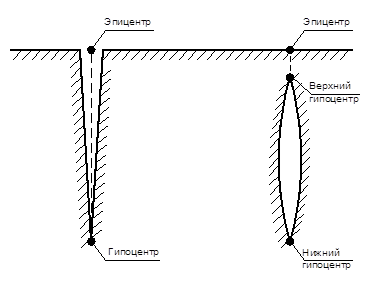 Эпицентр
Эпицентр
Верхний
гипоцентр
Гипоцентр
Нижний
гипоцентр